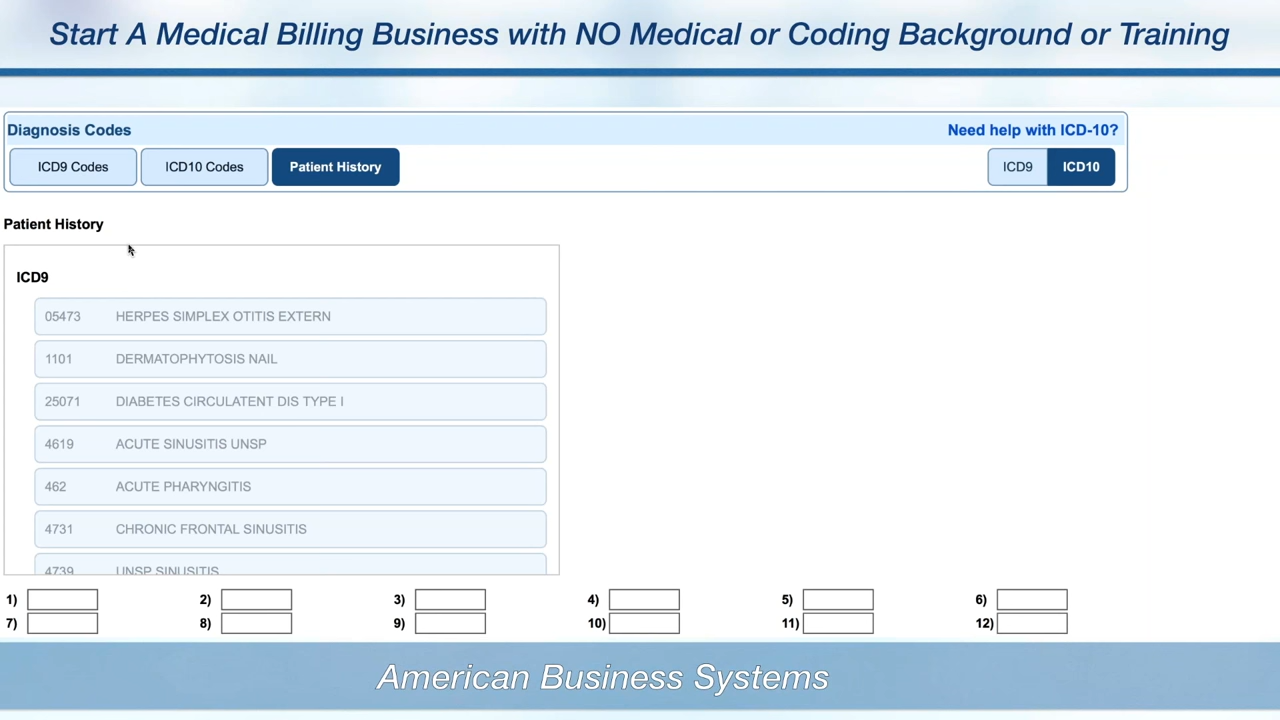 Start A Medical Billing Business with NO Medical or Coding Background or Training
Diagnosis Codes
Need help with ICD-10?
ICD9 Codes
ICD10 Codes
Patient History
ICD9
ICD10
Patient History
ICD9
05473 HERPES SIMPLEX OTITIS EXTERN
1101 DERMATOPHYTOSIS NAIL
25071 DIABETES CIRCULATENT DIS TYPE I
4619 ACUTE SINUSITIS UNSP
462 ACUTE PHARYNGITIS
4731 CHRONIC FRONTAL SINUSITIS
4739 UNSP SINUSITIS
1) 2) 3) 4) 5) 6)
7) 8) 9) 10) 11) 12)
American Business Systems